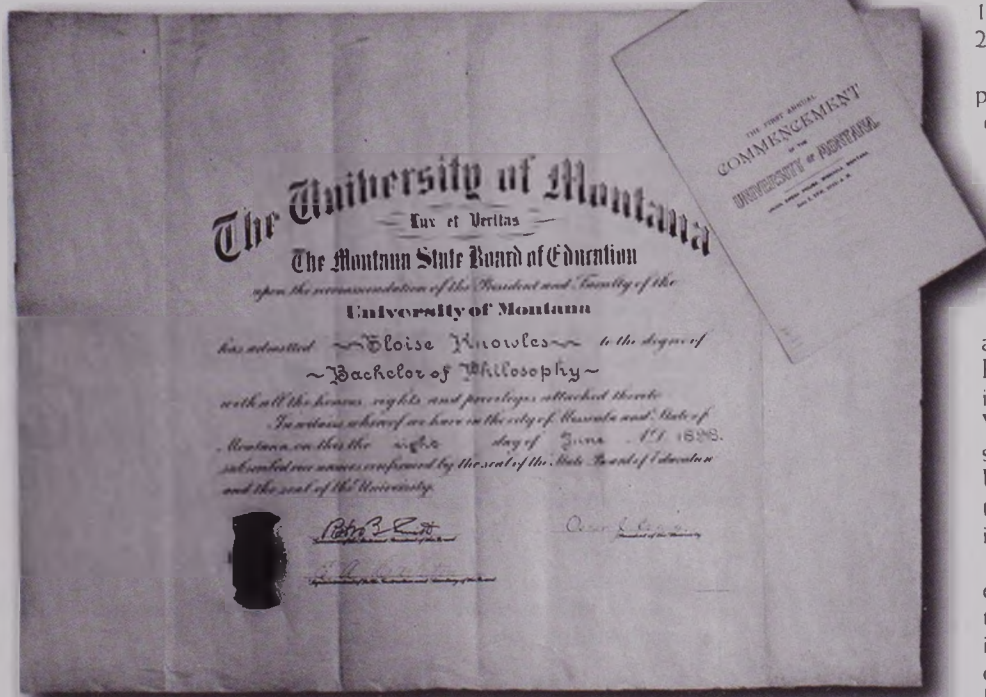 The University of Montana
Lux et Veritas
The Montana State Board of Education
upon the recommendation of the President and Faculty of the
University of Montana
has admitted Eloise Knowles to the degree of
Bachelor of Philosophy
with all the honors, rights and privileges attached thereto
In witness whereof we have in the city of Missoula and State of
Montana on this the day of June A.D. 1898.
subscribed our names confirmed by the seal of the State Board of Education
and the seal of the University.
President of the University
THE FIRST ANNUAL
COMMENCEMENT
OF THE
UNIVERSITY OF MONTANA